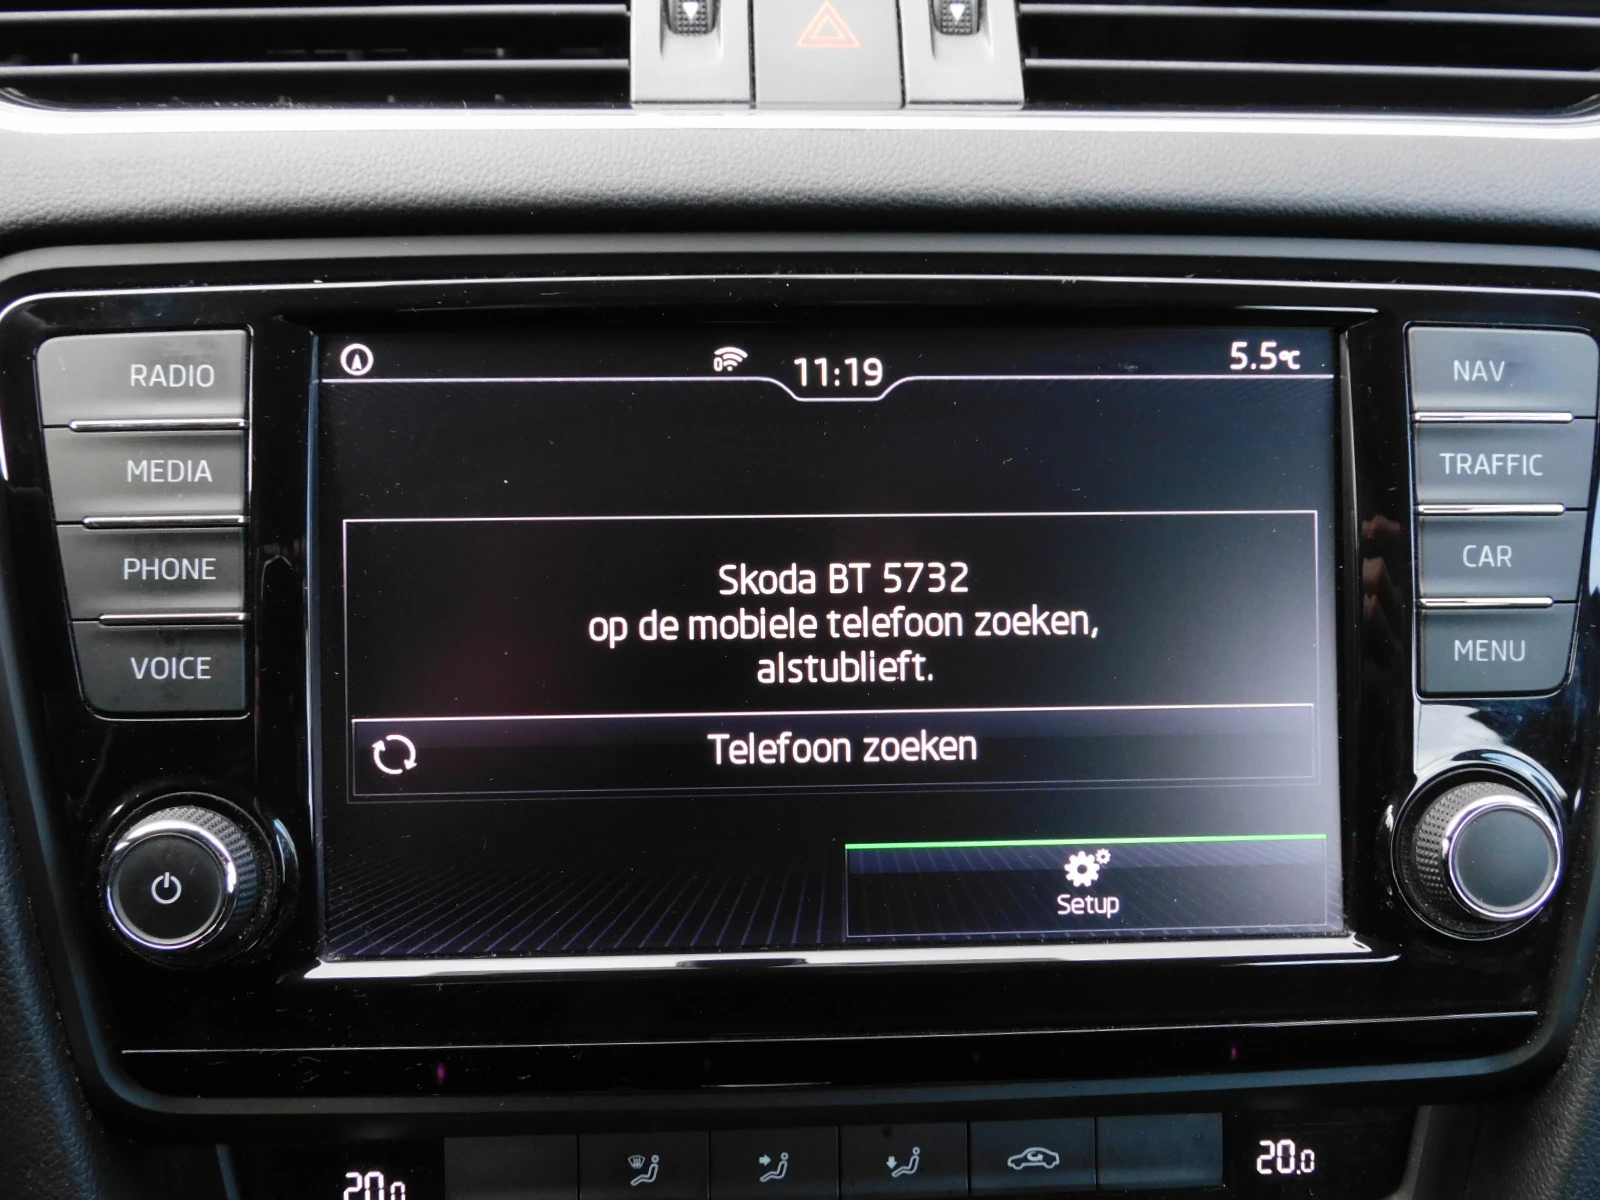 11:19
5.5°C
RADIO
MEDIA
PHONE
VOICE
NAV
TRAFFIC
CAR
MENU
Skoda BT 5732
op de mobiele telefoon zoeken,
alstublieft.
Telefoon zoeken
Setup
20.0
20.0